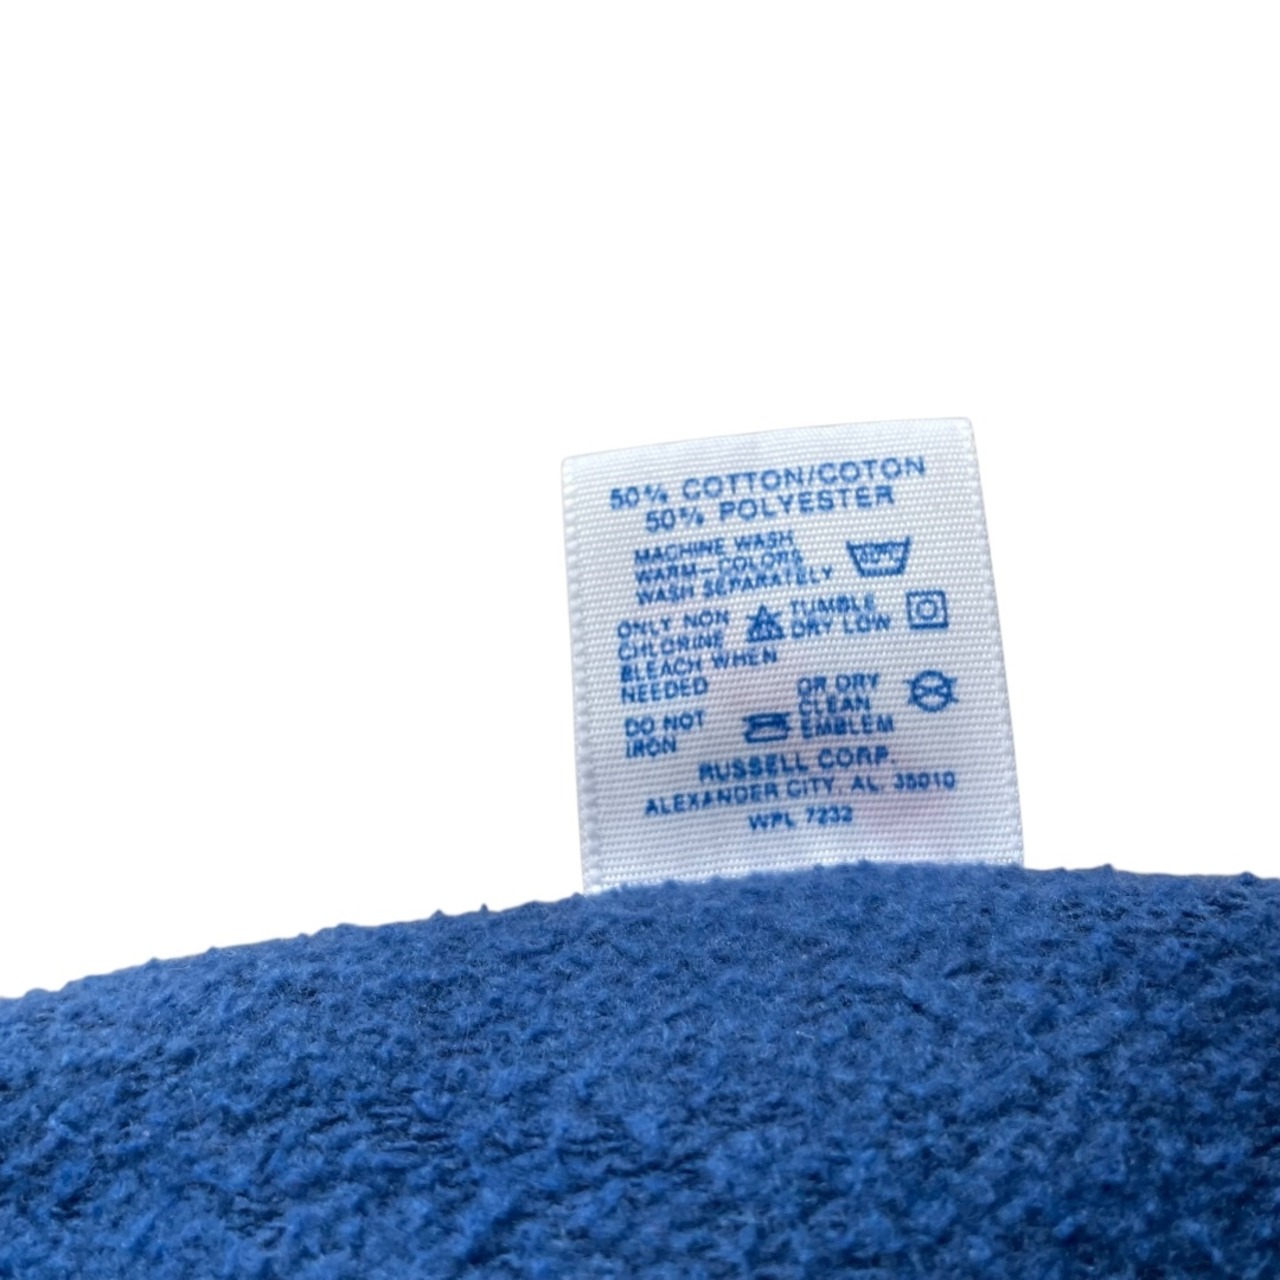 50% COTTON/COTON
50% POLYESTER
MACHINE WASH
WARM—COLORS
WASH SEPARATELY
40°C
ONLY NON
CHLORINE
BLEACH WHEN
NEEDED
TUMBLE
DRY LOW
DO NOT
IRON
OR DRY
CLEAN
EMBLEM
RUSSELL CORP.
ALEXANDER CITY, AL. 35010
WPL 7232